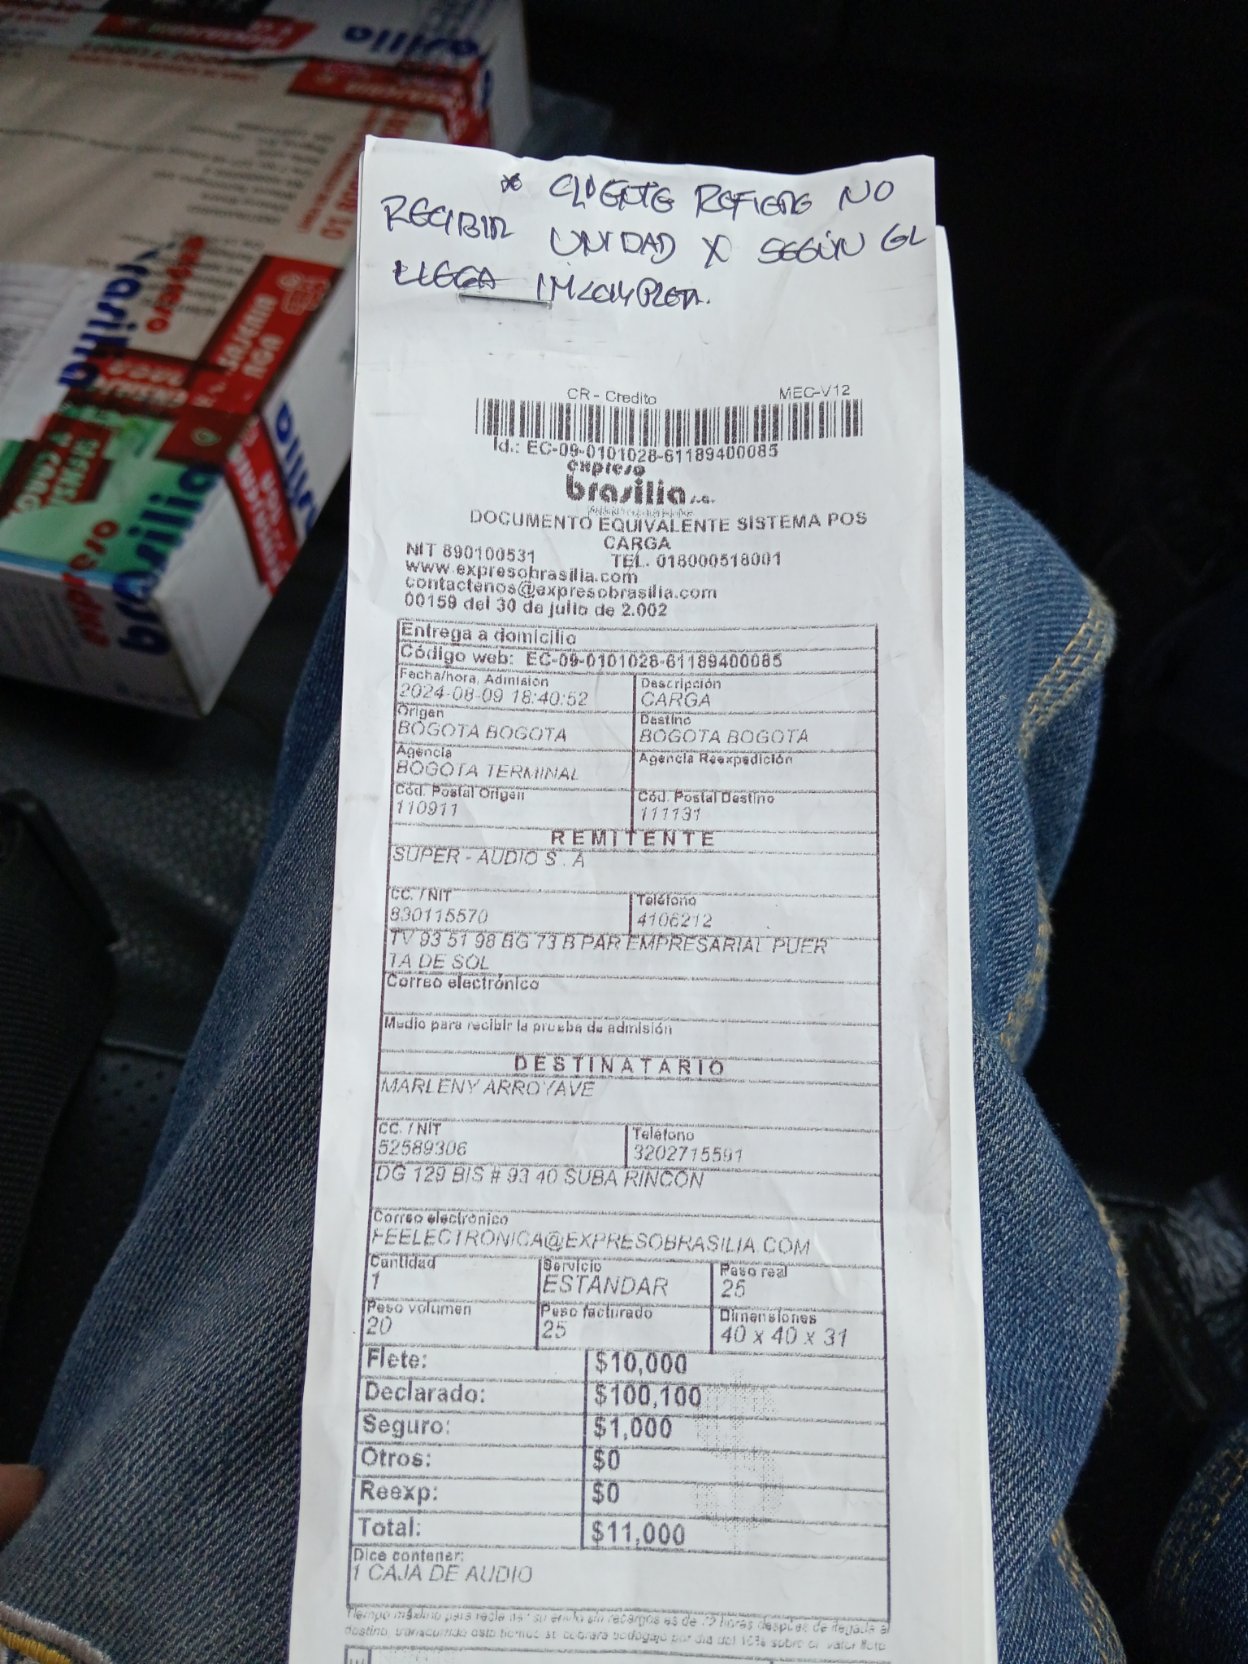 * CLIENTE REFIERE NO
RECIBIR UNIDAD X SEGÚN EL
LLEGA INCOMPLETA.
CR - Credito MEC-V12
Id.: EC-09-0101028-61189400085
expreso
brasilia s.a.
DOCUMENTO EQUIVALENTE SISTEMA POS
CARGA
NIT 890100531 TEL. 018000518001
www.expresobrasilia.com
contactenos@expresobrasilia.com
00159 del 30 de julio de 2.002
Entrega a domicilio
Código web: EC-09-0101028-61189400085
Fecha/hora, Admision Descripción
2024-08-09 18:40:52 CARGA
Origen Destino
BOGOTA BOGOTA BOGOTA BOGOTA
Agencia Agencia Reexpedición
BOGOTA TERMINAL
Cód. Postal Origen Cód. Postal Destino
110911 111131
REMITENTE
SUPER - AUDIO S . A
CC. / NIT Teléfono
830115570 4106212
TV 93 51 98 BG 73 B PAR EMPRESARIAL PUER
TA DE SOL
Correo electrónico
Medio para recibir la prueba de admisión
DESTINATARIO
MARLENY ARROYAVE
CC. / NIT Teléfono
52589306 3202715591
DG 129 BIS # 93 40 SUBA RINCON
Correo electrónico
FEELECTRONICA@EXPRESOBRASILIA.COM
Cantidad Servicio Peso real
1 ESTANDAR 25
Peso volumen Peso facturado Dimensiones
20 25 40 x 40 x 31
Flete: $10,000
Declarado: $100,100
Seguro: $1,000
Otros: $0
Reexp: $0
Total: $11,000
Dice contener:
1 CAJA DE AUDIO
expreso
brasilia